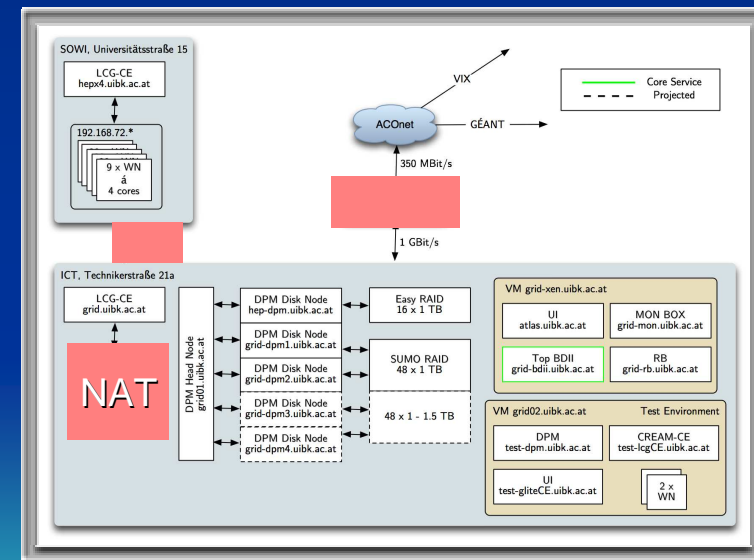 SOWI, Universitätsstraße 15
LCG-CE
hepx4.uibk.ac.at
192.168.72.*
9 x WN
á
4 cores
VIX
ACOnet
GÉANT
350 MBit/s
1 GBit/s
Core Service
Projected
ICT, Technikerstraße 21a
LCG-CE
grid.uibk.ac.at
NAT
DPM Head Node
grid01.uibk.ac.at
DPM Disk Node
hep-dpm.uibk.ac.at
DPM Disk Node
grid-dpm1.uibk.ac.at
DPM Disk Node
grid-dpm2.uibk.ac.at
DPM Disk Node
grid-dpm3.uibk.ac.at
DPM Disk Node
grid-dpm4.uibk.ac.at
Easy RAID
16 x 1 TB
SUMO RAID
48 x 1 TB
48 x 1 - 1.5 TB
VM grid-xen.uibk.ac.at
UI
atlas.uibk.ac.at
MON BOX
grid-mon.uibk.ac.at
Top BDII
grid-bdii.uibk.ac.at
RB
grid-rb.uibk.ac.at
VM grid02.uibk.ac.at
Test Environment
DPM
test-dpm.uibk.ac.at
CREAM-CE
test-lcgCE.uibk.ac.at
UI
test-gliteCE.uibk.ac.at
2 x
WN